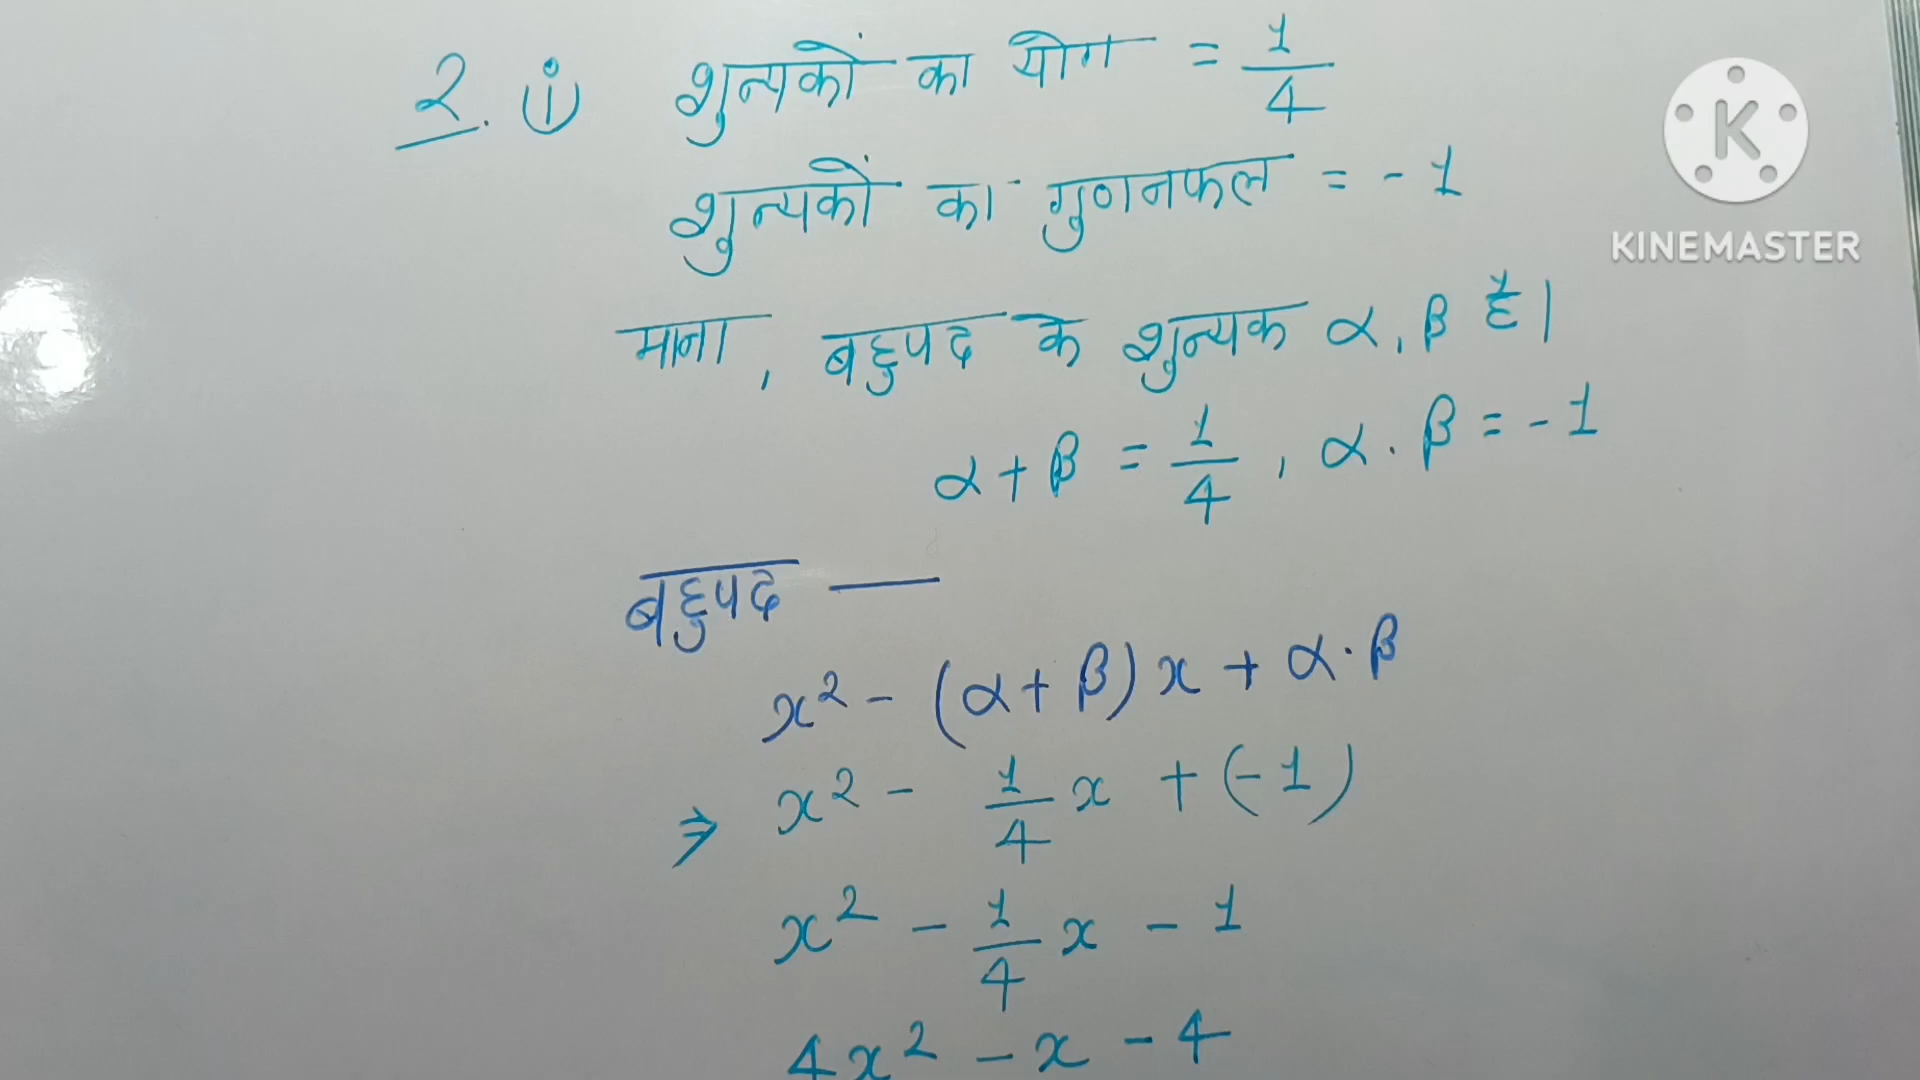 2. (i) शुन्यकों का योग = 1/4
शुन्यकों का गुणनफल = - 1
माना, बहुपद के शुन्यक α, β है।
α + β = 1/4, α . β = - 1
बहुपद —
x² - (α + β) x + α . β
⇒ x² - 1/4 x + (-1)
x² - 1/4 x - 1
4x² - x - 4
K
KINEMASTER